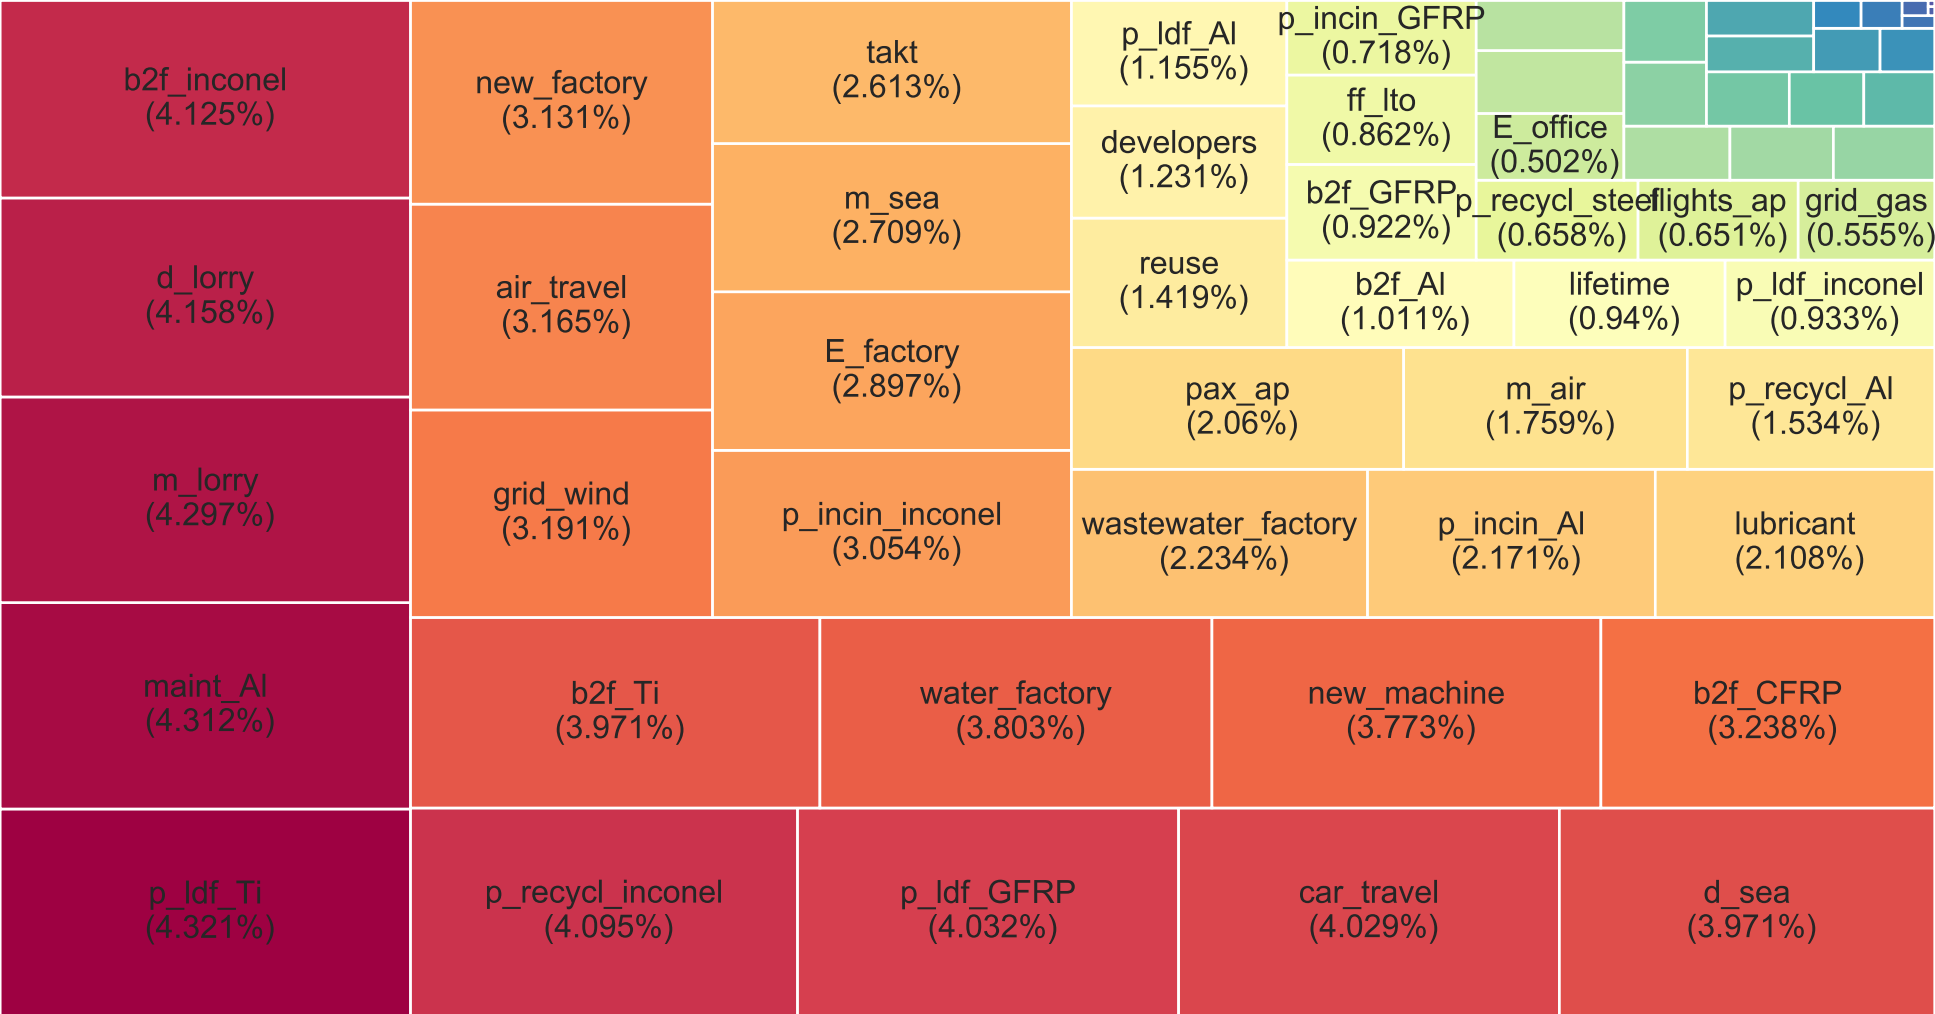 b2f_inconel
(4.125%)
d_lorry
(4.158%)
m_lorry
(4.297%)
maint_Al
(4.312%)
p_ldf_Ti
(4.321%)
new_factory
(3.131%)
air_travel
(3.165%)
grid_wind
(3.191%)
takt
(2.613%)
m_sea
(2.709%)
E_factory
(2.897%)
p_incin_inconel
(3.054%)
p_ldf_Al
(1.155%)
developers
(1.231%)
reuse
(1.419%)
p_incin_GFRP
(0.718%)
ff_lto
(0.862%)
b2f_GFRP
(0.922%)
E_office
(0.502%)
p_recycl_steel
(0.658%)
flights_ap
(0.651%)
grid_gas
(0.555%)
b2f_Al
(1.011%)
lifetime
(0.94%)
p_ldf_inconel
(0.933%)
pax_ap
(2.06%)
m_air
(1.759%)
p_recycl_Al
(1.534%)
wastewater_factory
(2.234%)
p_incin_Al
(2.171%)
lubricant
(2.108%)
b2f_Ti
(3.971%)
water_factory
(3.803%)
new_machine
(3.773%)
b2f_CFRP
(3.238%)
p_recycl_inconel
(4.095%)
p_ldf_GFRP
(4.032%)
car_travel
(4.029%)
d_sea
(3.971%)